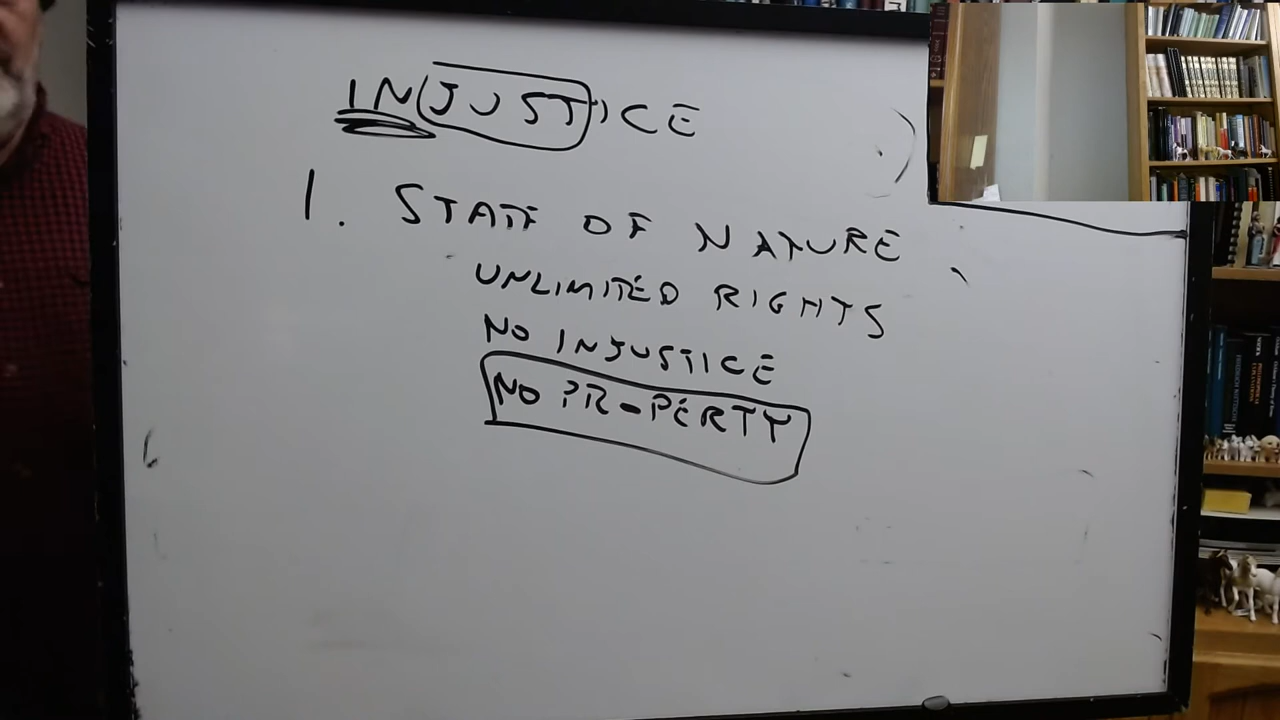 INJUSTICE
1. STATE OF NATURE
UNLIMITED RIGHTS
NO INJUSTICE
NO PROPERTY